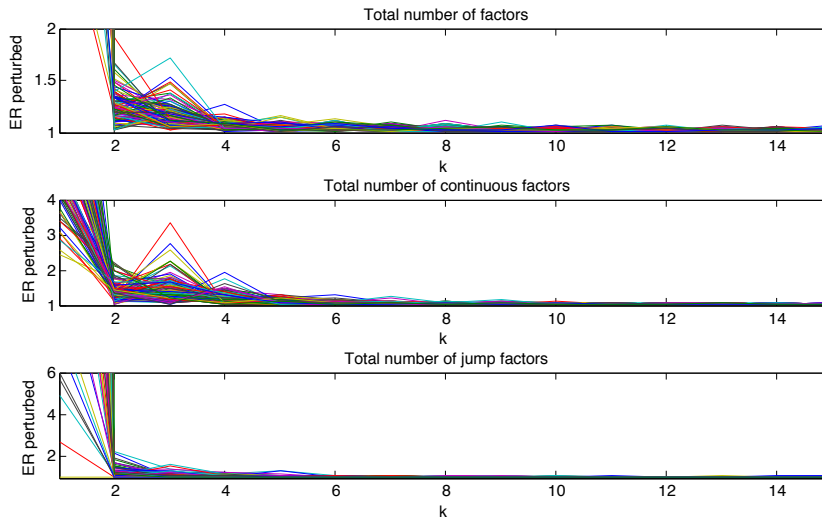 Total number of factors
2
1.5
1
ER perturbed
2 4 6 8 10 12 14
k
Total number of continuous factors
4
3
2
1
ER perturbed
2 4 6 8 10 12 14
k
Total number of jump factors
6
4
2
ER perturbed
2 4 6 8 10 12 14
k